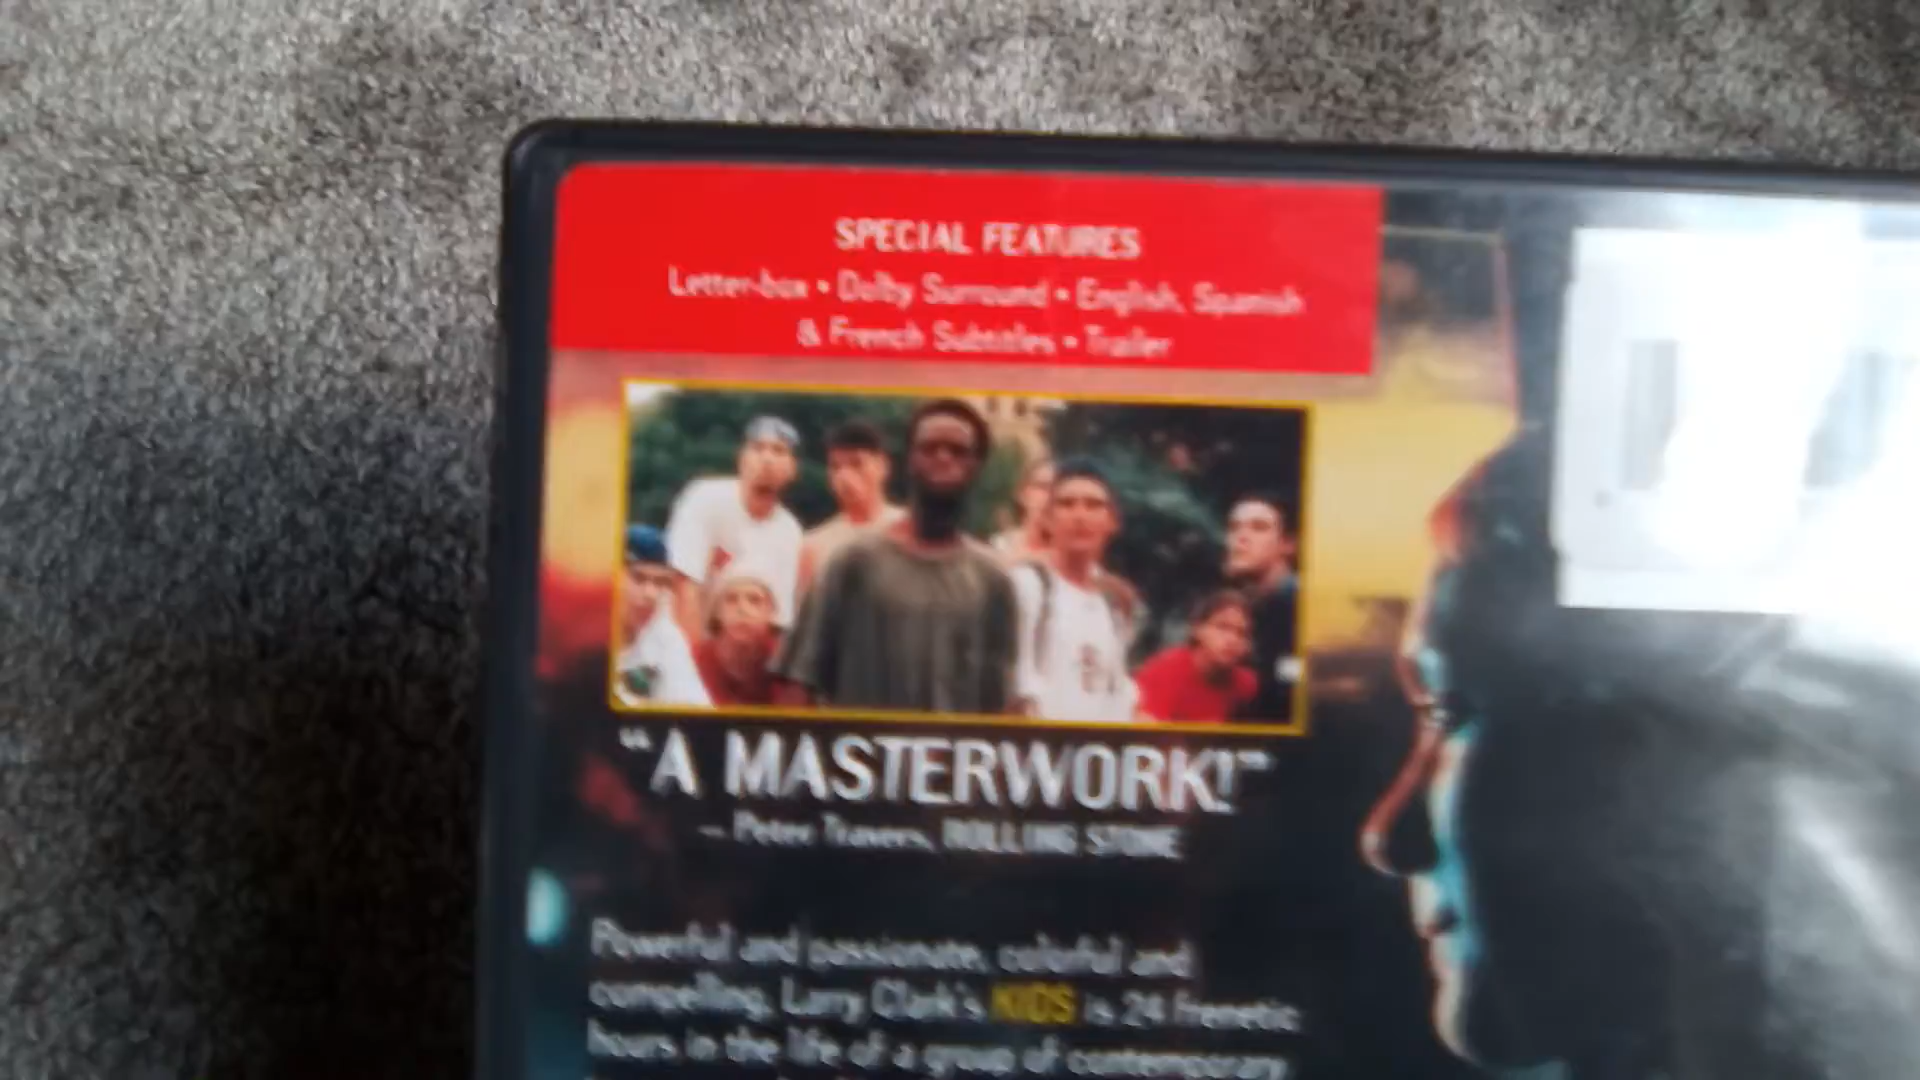 SPECIAL FEATURES
Letter-box • Dolby Surround • English, Spanish
& French Subtitles • Trailer
“A MASTERWORK!”
– Peter Travers, ROLLING STONE
Powerful and passionate, colorful and
compelling, Larry Clark's KIDS is 24 frenetic
hours in the life of a group of contemporary